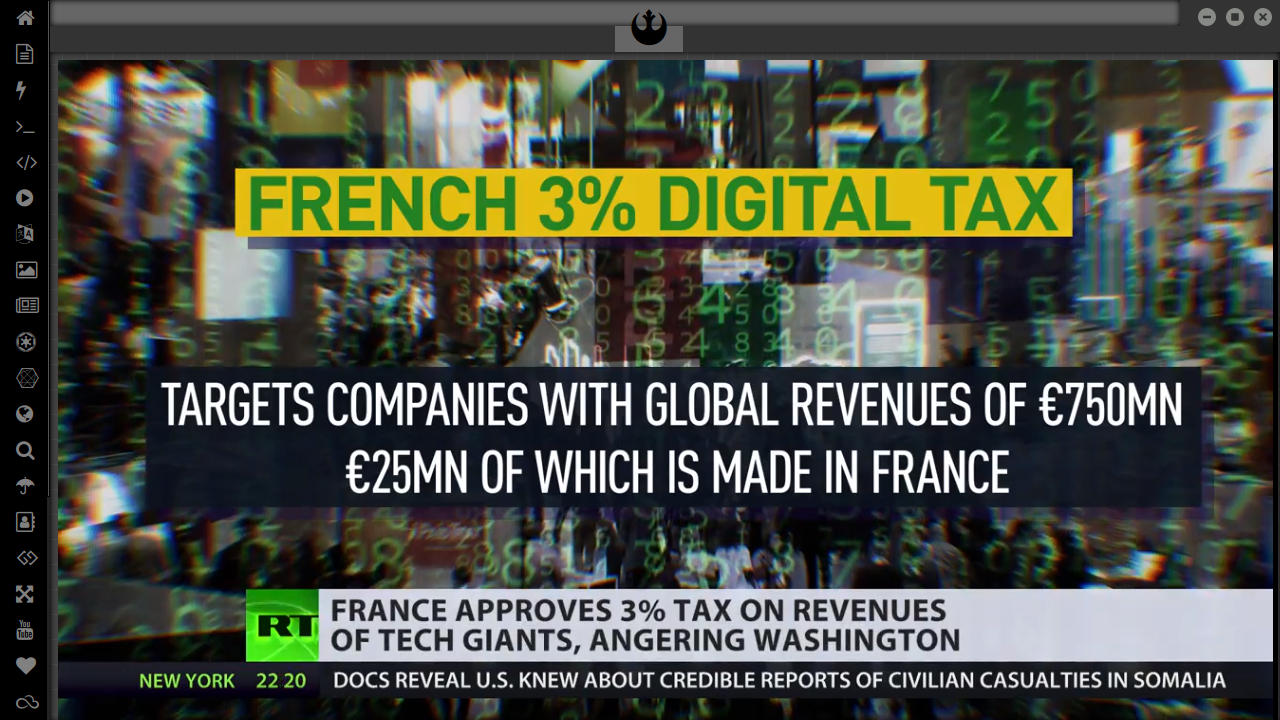 FRENCH 3% DIGITAL TAX
TARGETS COMPANIES WITH GLOBAL REVENUES OF €750MN
€25MN OF WHICH IS MADE IN FRANCE
RT
FRANCE APPROVES 3% TAX ON REVENUES
OF TECH GIANTS, ANGERING WASHINGTON
NEW YORK 22 20 DOCS REVEAL U.S. KNEW ABOUT CREDIBLE REPORTS OF CIVILIAN CASUALTIES IN SOMALIA
You Tube